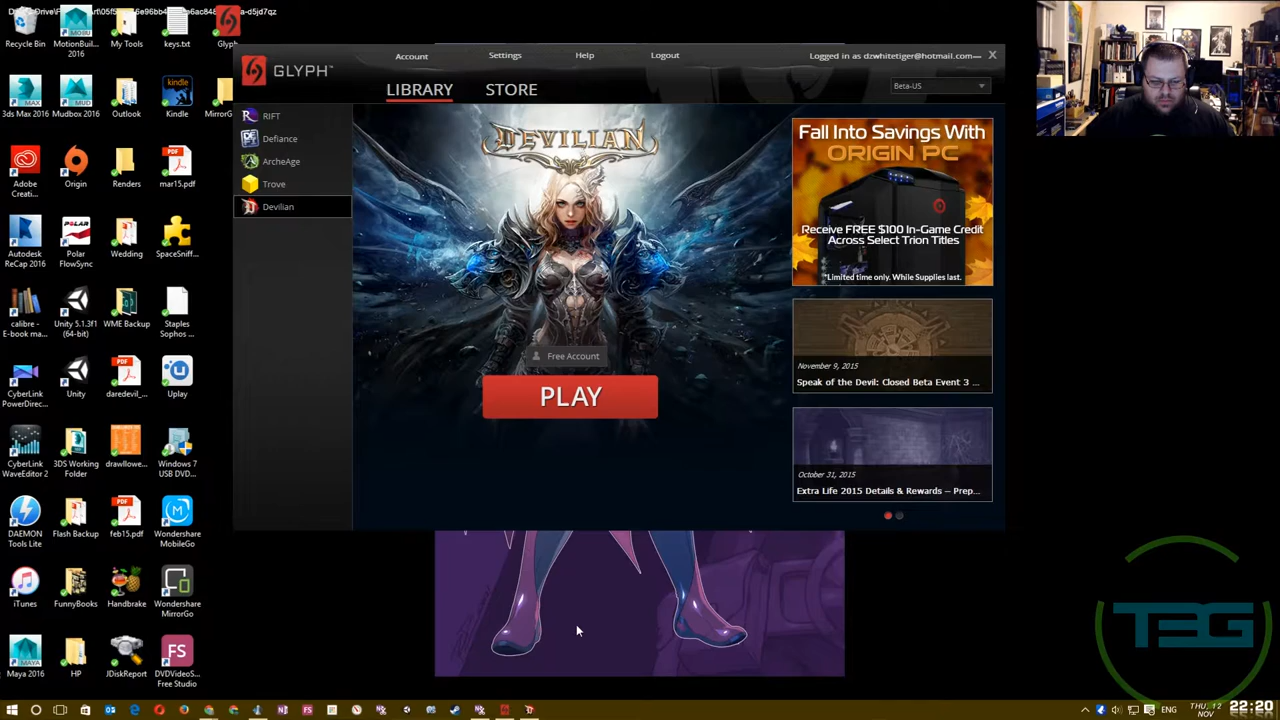 Recycle Bin
MotionBuil...
2016
My Tools
keys.txt
Glyph
3ds Max 2016
Mudbox 2016
Outlook
Kindle
Adobe
Creati...
Origin
Renders
mar15.pdf
Autodesk
ReCap 2016
Polar
FlowSync
Wedding
SpaceSniff...
calibre -
E-book ma...
Unity 5.1.3f1
(64-bit)
WME Backup
Staples
Sophos ...
CyberLink
PowerDirec...
Unity
daredevil_...
Uplay
CyberLink
WaveEditor 2
3DS Working
Folder
drawllowe...
Windows 7
USB DVD...
DAEMON
Tools Lite
Flash Backup
feb15.pdf
Wondershare
MobileGo
iTunes
FunnyBooks
Handbrake
Wondershare
MirrorGo
Maya 2016
HP
JDiskReport
DVDVideoS...
Free Studio
GLYPH™
Account
Settings
Help
Logout
Logged in as dzwhitetiger@hotmail.com
LIBRARY
STORE
Beta-US
RIFT
Defiance
ArcheAge
Trove
Devilian
DEVILIAN
Free Account
PLAY
Fall Into Savings With
ORIGIN PC
Receive FREE $100 In-Game Credit
Across Select Trion Titles
*Limited time only. While Supplies last.
November 9, 2015
Speak of the Devil: Closed Beta Event 3 ...
October 31, 2015
Extra Life 2015 Details & Rewards – Prep...
TBG
ENG
THU, 12
NOV
22:20